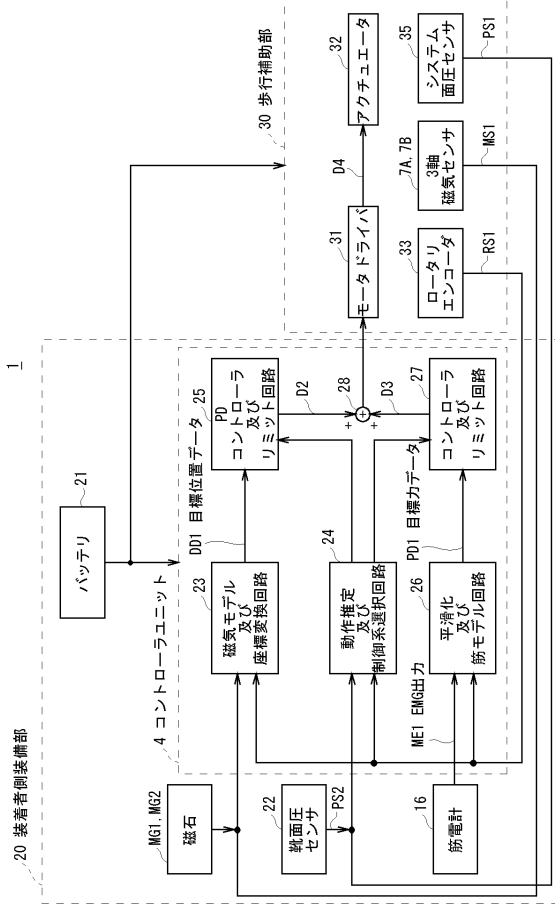 1
20 装着者側装備部
30 歩行補助部
バッテリ
21
4 コントローラユニット
MG1, MG2
磁石
22
靴面圧
センサ
PS2
16
筋電計
ME1 EMG出力
23
磁気モデル
及び
座標変換回路
24
動作推定
及び
制御系選択回路
26
平滑化
及び
筋モデル回路
DD1 目標位置データ
PD1 目標力データ
25
PD
コントローラ
及び
リミット回路
27
コントローラ
及び
リミット回路
D2
D3
28
+
+
+
31
モータドライバ
D4
32
アクチュエータ
33
ロータリ
エンコーダ
RS1
7A, 7B
3軸
磁気センサ
MS1
35
システム
面圧センサ
PS1